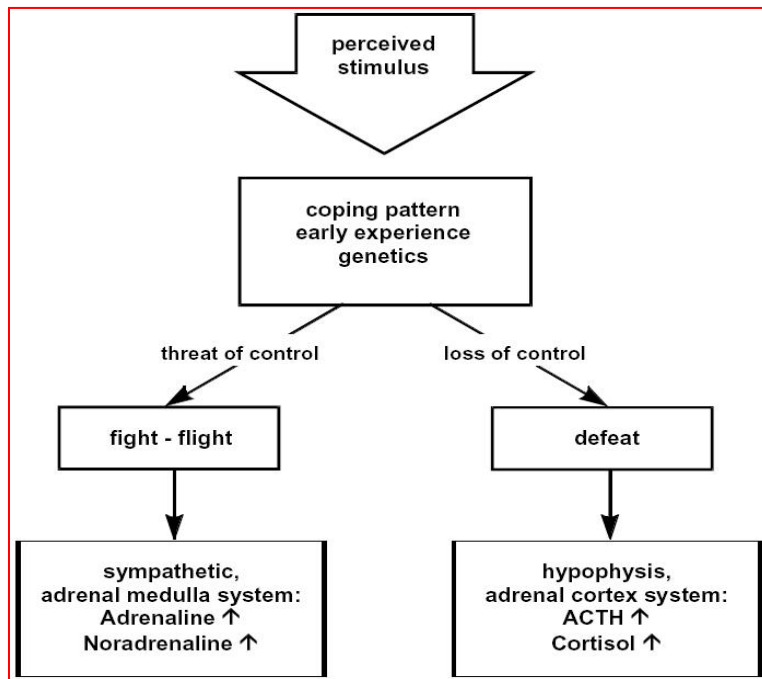 perceived
stimulus
coping pattern
early experience
genetics
threat of control
loss of control
fight - flight
defeat
sympathetic,
adrenal medulla system:
Adrenaline ↑
Noradrenaline ↑
hypophysis,
adrenal cortex system:
ACTH ↑
Cortisol ↑